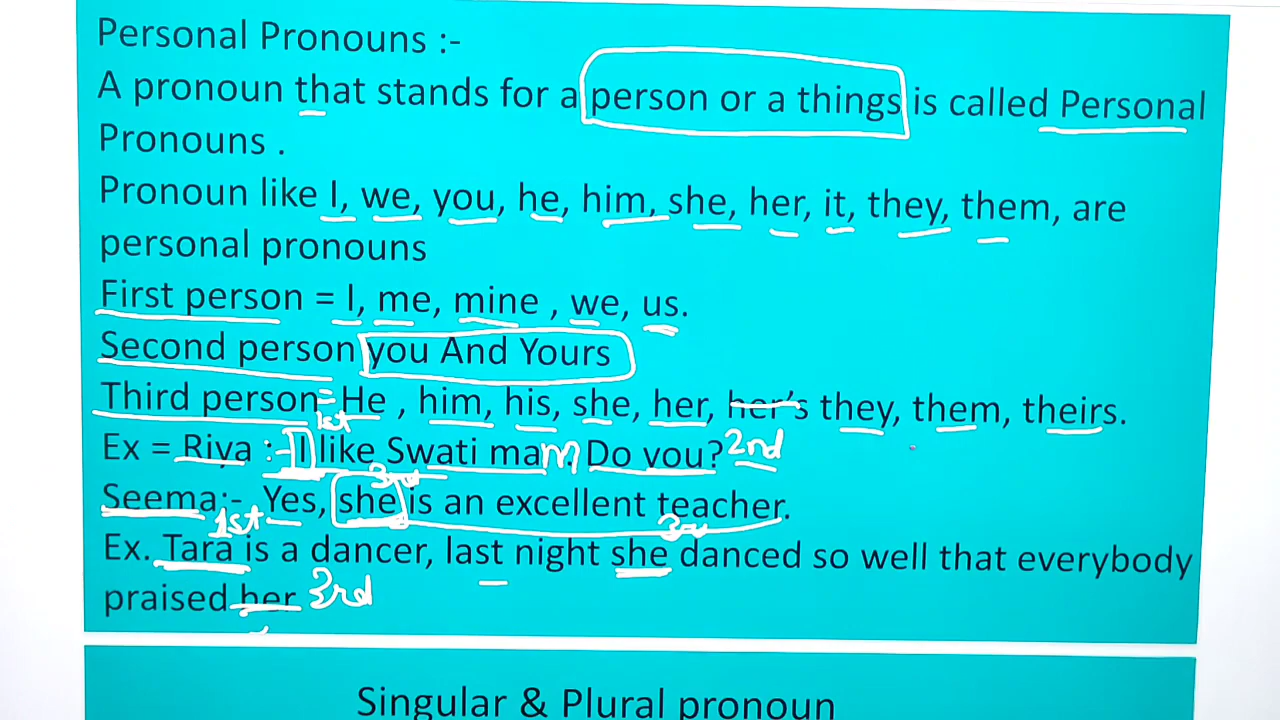 Personal Pronouns :-
A pronoun that stands for a person or a things is called Personal
Pronouns .
Pronoun like I, we, you, he, him, she, her, it, they, them, are
personal pronouns
First person = I, me, mine , we, us.
Second person you And Yours
Third person= He , him, his, she, her, her's they, them, theirs.
1st
Ex = Riya :- I like Swati mam. Do you? 2nd
3rd
Seema:- Yes, she is an excellent teacher.
1st 3rd
Ex. Tara is a dancer, last night she danced so well that everybody
praised her 3rd
Singular & Plural pronoun